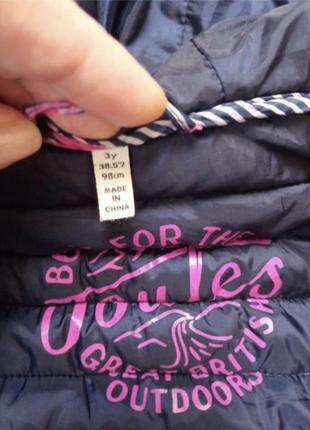 3y
38.5"
98cm
MADE
IN
CHINA
FOR THE
Joules
GREAT BRITISH
OUTDOORS